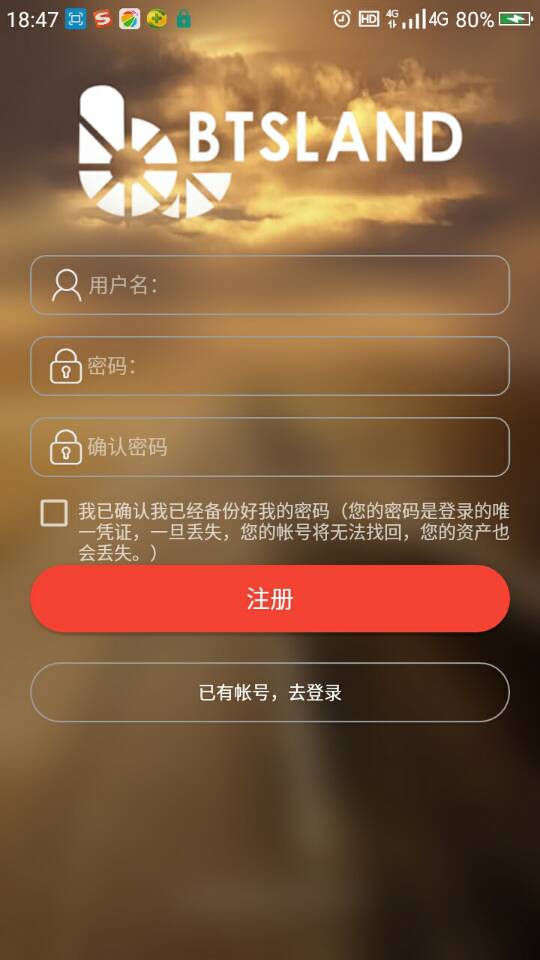 18:47
HD 4G 4G 80%
BTSLAND
用户名：
密码：
确认密码
我已确认我已经备份好我的密码（您的密码是登录的唯
一凭证，一旦丢失，您的帐号将无法找回，您的资产也
会丢失。）
注册
已有帐号，去登录